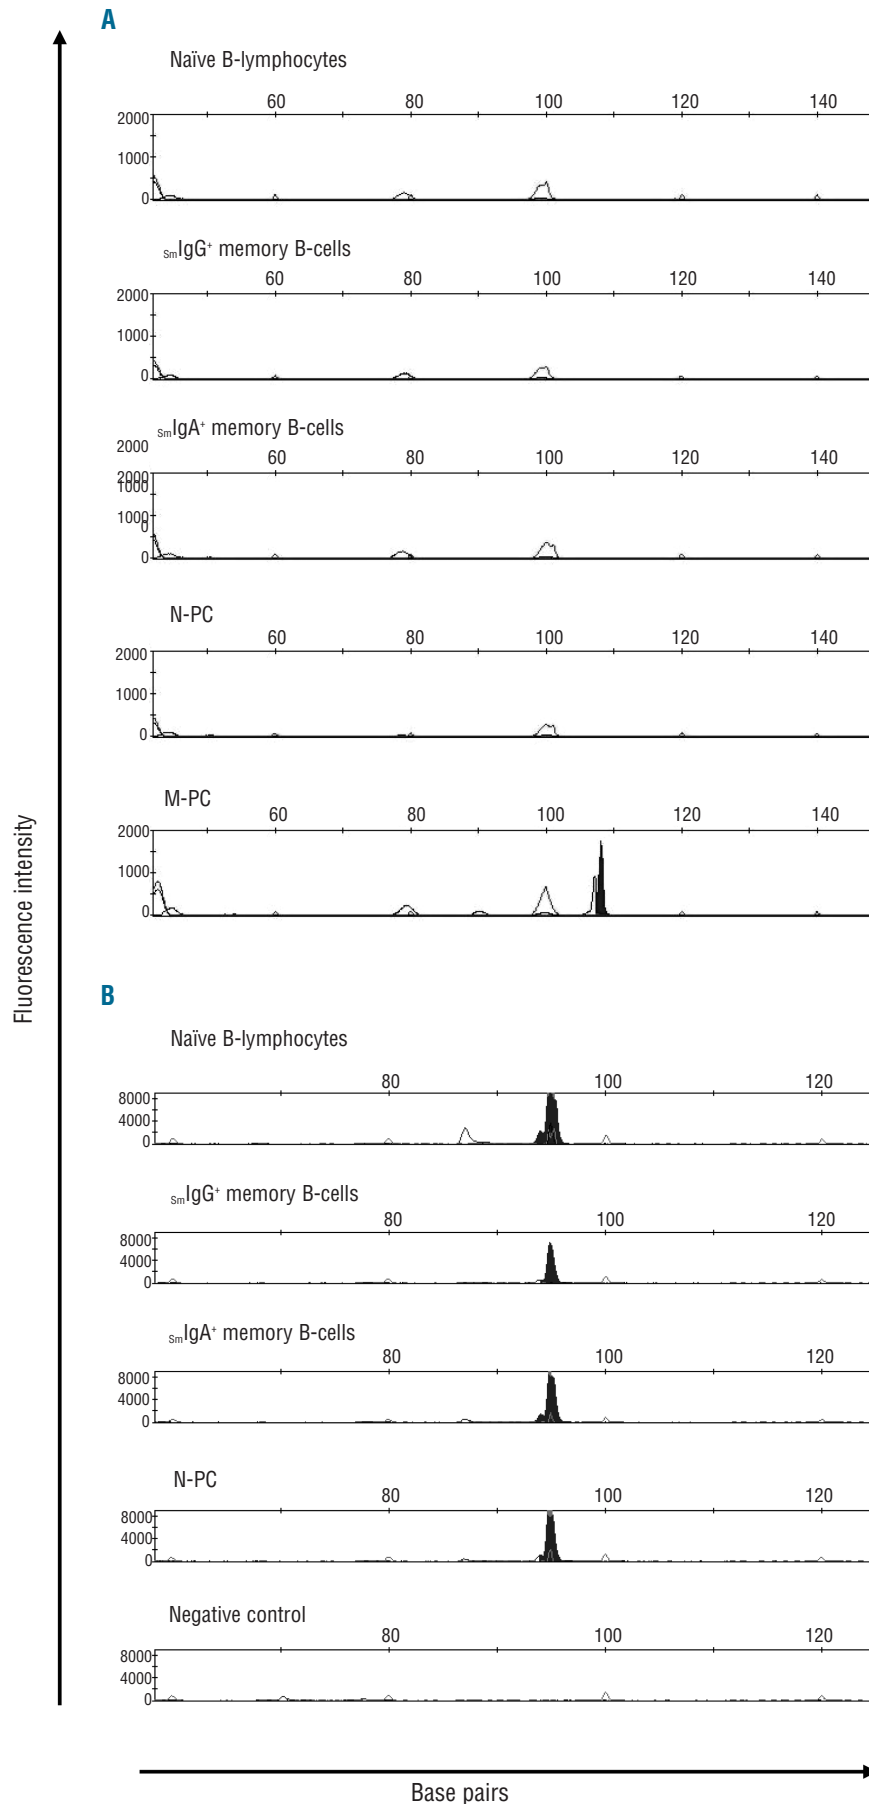 A
Naïve B-lymphocytes
60 80 100 120 140
2000
1000
0
SmIgG+ memory B-cells
60 80 100 120 140
2000
1000
0
SmIgA+ memory B-cells
2000
60 80 100 120 140
2000
1000
1000
0
0
N-PC
60 80 100 120 140
2000
1000
0
M-PC
60 80 100 120 140
2000
1000
0
Fluorescence intensity
B
Naïve B-lymphocytes
80 100 120
8000
4000
0
SmIgG+ memory B-cells
80 100 120
8000
4000
0
SmIgA+ memory B-cells
80 100 120
8000
4000
0
N-PC
80 100 120
8000
4000
0
Negative control
80 100 120
8000
4000
0
Base pairs